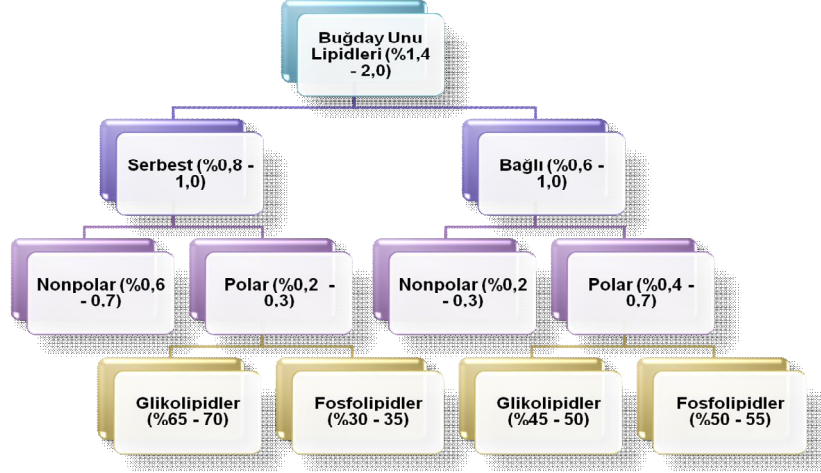 Buğday Unu
Lipidleri (%1,4
- 2,0)
Serbest (%0,8 -
1,0)
Bağlı (%0,6 -
1,0)
Nonpolar (%0,6
- 0,7)
Polar (%0,2 -
0,3)
Nonpolar (%0,2
- 0,3)
Polar (%0,4 -
0,7)
Glikolipidler
(%65 - 70)
Fosfolipidler
(%30 - 35)
Glikolipidler
(%45 - 50)
Fosfolipidler
(%50 - 55)